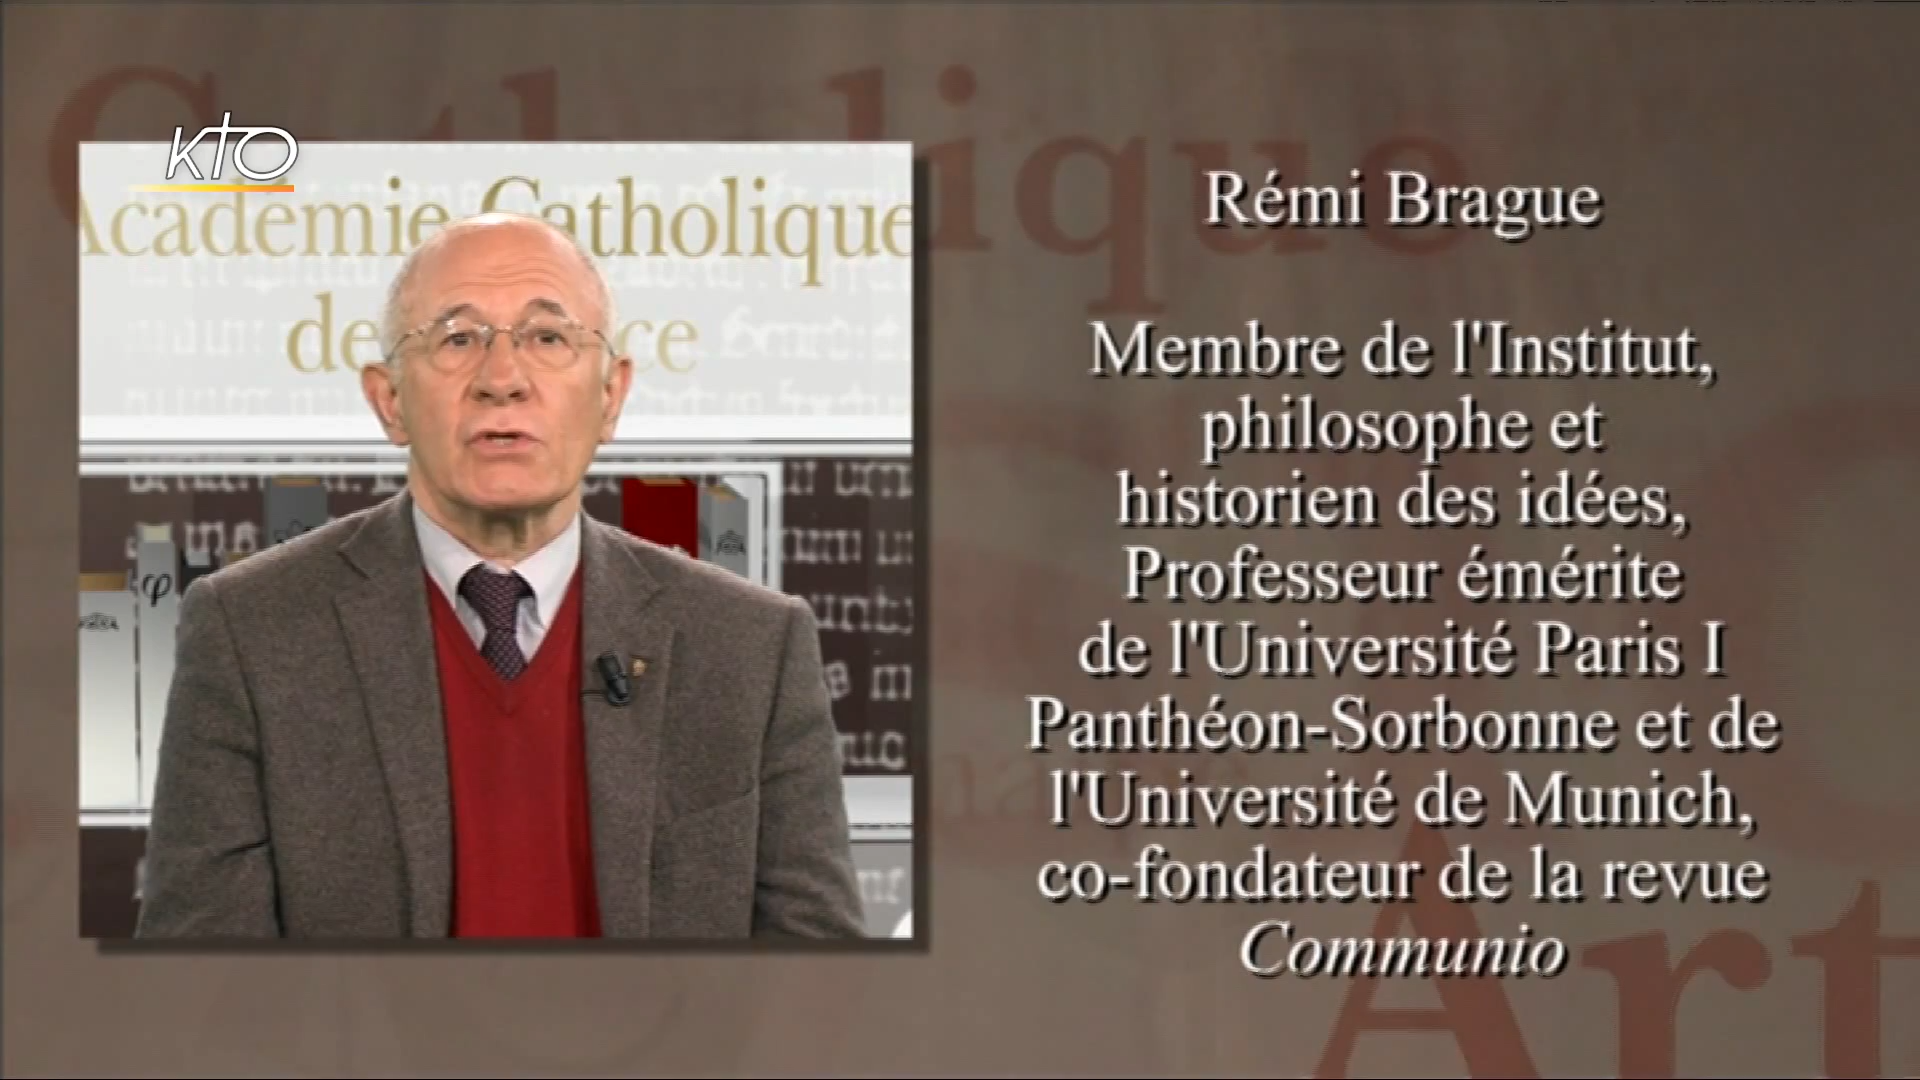 KTO
Académie Catholique
de
Rémi Brague
Membre de l'Institut,
philosophe et
historien des idées,
Professeur émérite
de l'Université Paris I
Panthéon-Sorbonne et de
l'Université de Munich,
co-fondateur de la revue
Communio